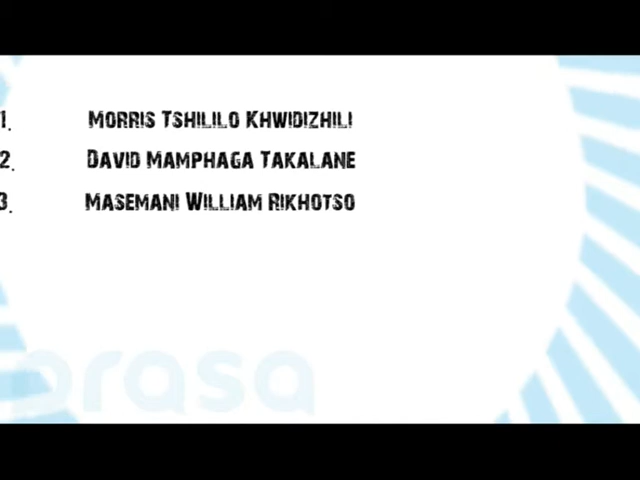 1. Morris Tshililo Khwidizhili
2. David Mamphaga Takalane
3. Masemani William Rikhotso
prasa